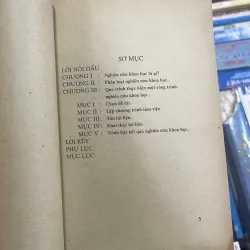 SƠ MỤC
LỜI NÓI ĐẦU
CHƯƠNG I : Nghiên cứu khoa học là gì?
CHƯƠNG II : Phân loại nghiên cứu khoa học.
CHƯƠNG III : Quá trình thực hiện một công trình
nghiên cứu khoa học.
MỤC I : Chọn đề tài.
MỤC II : Lập chương trình làm việc.
MỤC III : Tìm tài liệu.
MỤC IV : Khai thác tài liệu.
MỤC V : Trình bày kết quả nghiên cứu khoa học.
LỜI KẾT
PHỤ LỤC
MỤC LỤC.
5